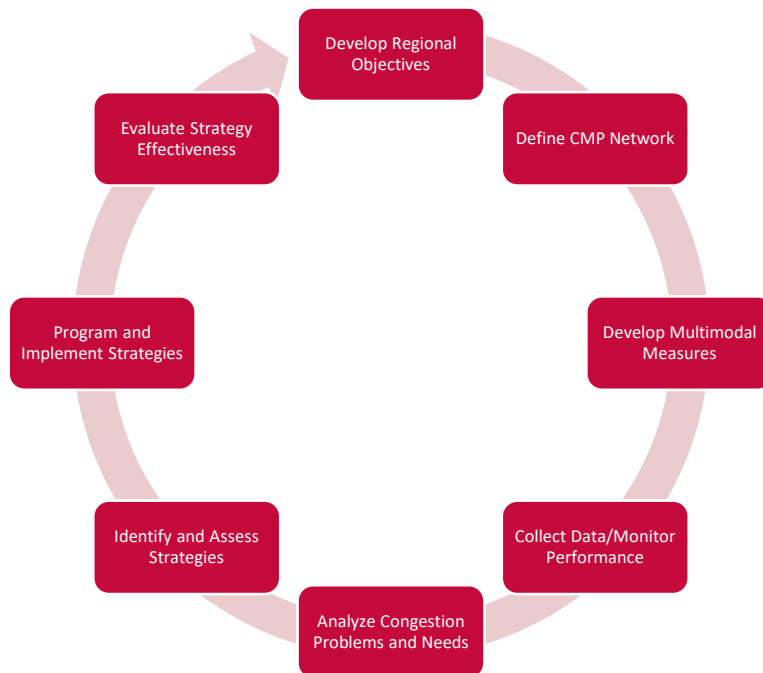 Develop Regional
Objectives
Define CMP Network
Develop Multimodal
Measures
Collect Data/Monitor
Performance
Analyze Congestion
Problems and Needs
Identify and Assess
Strategies
Program and
Implement Strategies
Evaluate Strategy
Effectiveness